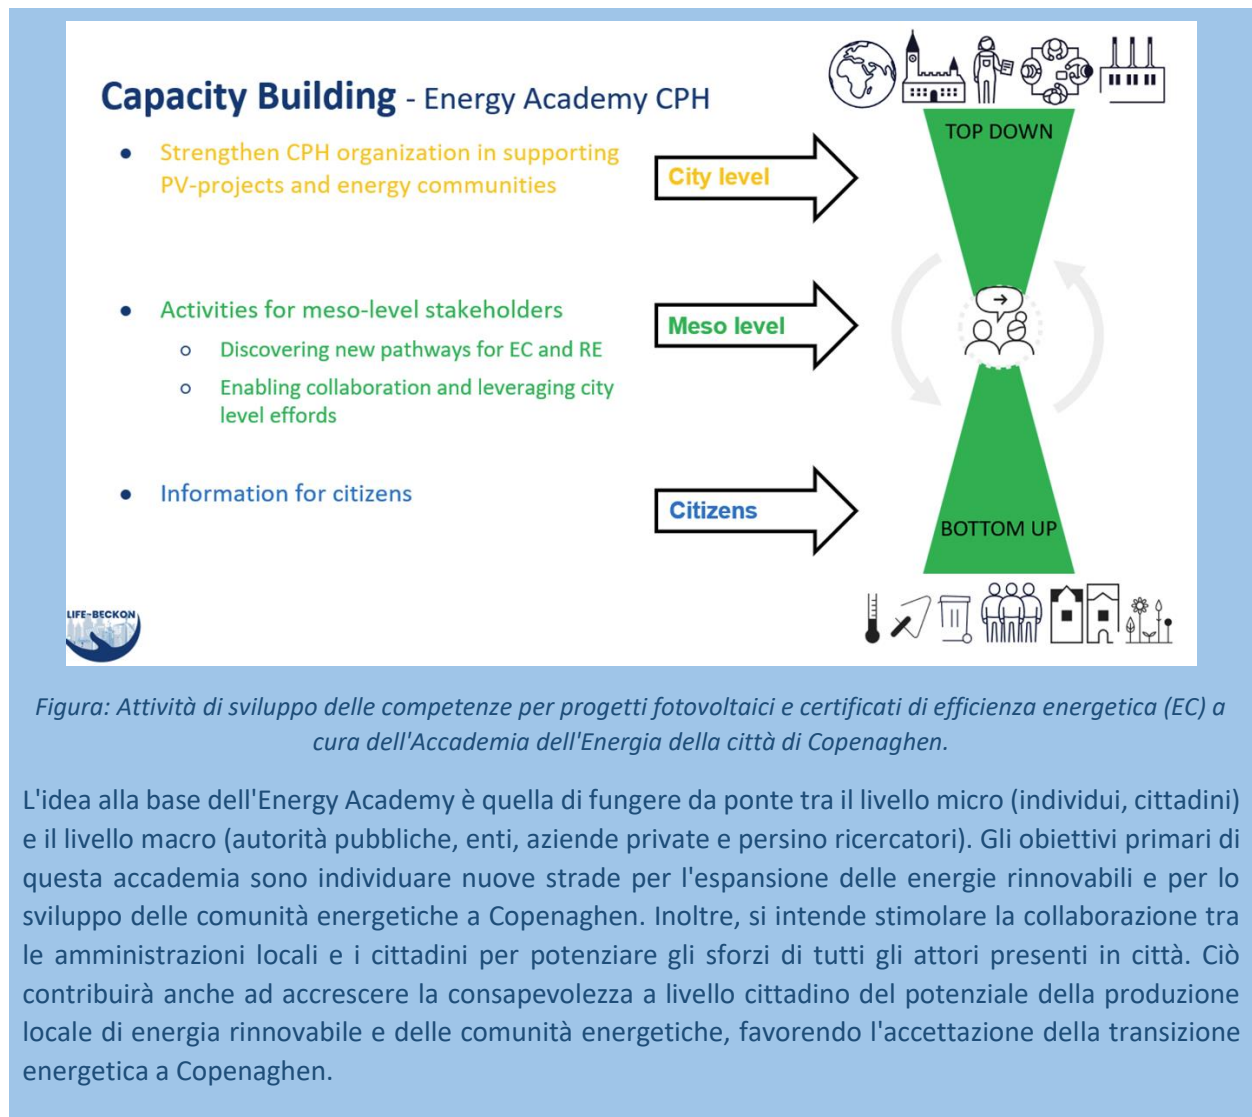 Capacity Building - Energy Academy CPH
● Strengthen CPH organization in supporting
PV-projects and energy communities
City level
TOP DOWN
● Activities for meso-level stakeholders
o Discovering new pathways for EC and RE
o Enabling collaboration and leveraging city
level effords
Meso level
● Information for citizens
Citizens
BOTTOM UP
LIFE-BECKON
Figura: Attività di sviluppo delle competenze per progetti fotovoltaici e certificati di efficienza energetica (EC) a
cura dell'Accademia dell'Energia della città di Copenaghen.
L'idea alla base dell'Energy Academy è quella di fungere da ponte tra il livello micro (individui, cittadini)
e il livello macro (autorità pubbliche, enti, aziende private e persino ricercatori). Gli obiettivi primari di
questa accademia sono individuare nuove strade per l'espansione delle energie rinnovabili e per lo
sviluppo delle comunità energetiche a Copenaghen. Inoltre, si intende stimolare la collaborazione tra
le amministrazioni locali e i cittadini per potenziare gli sforzi di tutti gli attori presenti in città. Ciò
contribuirà anche ad accrescere la consapevolezza a livello cittadino del potenziale della produzione
locale di energia rinnovabile e delle comunità energetiche, favorendo l'accettazione della transizione
energetica a Copenaghen.